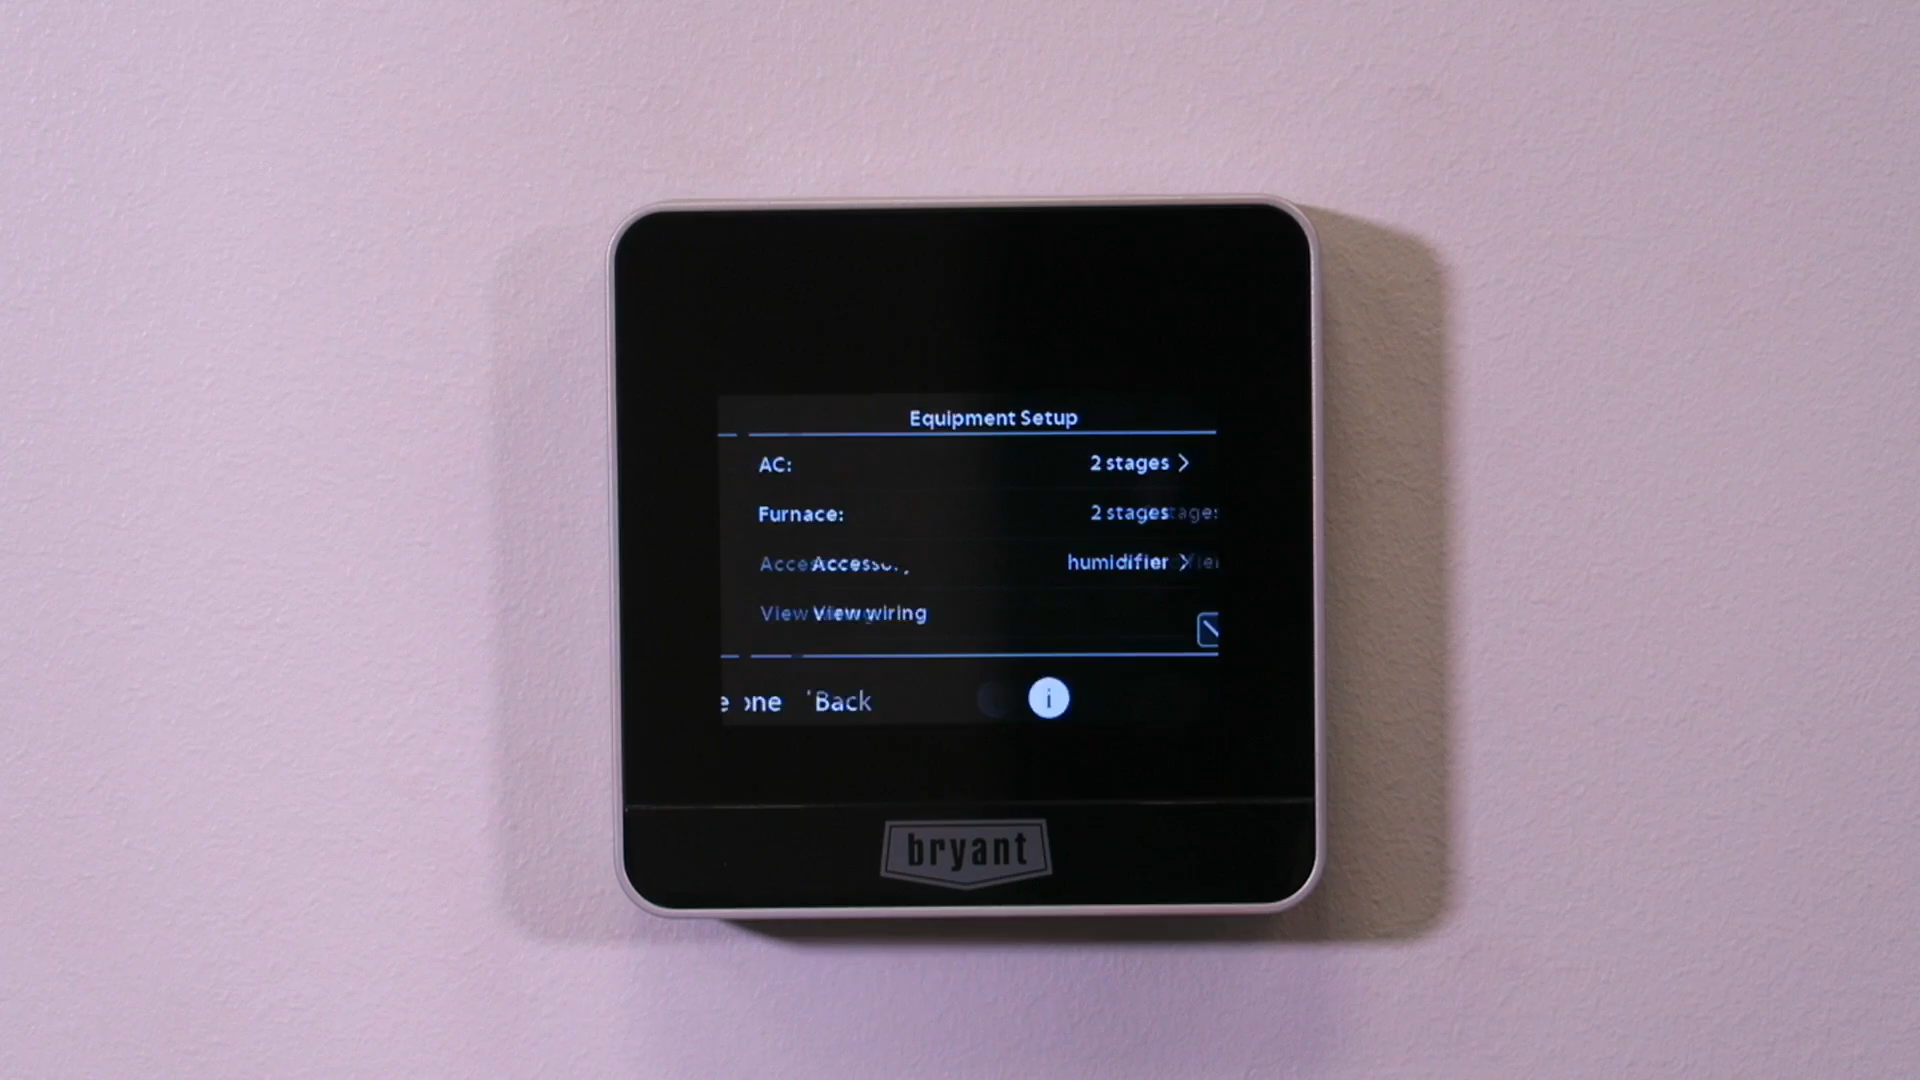 Equipment Setup
AC: 2 stages
Furnace: 2 stages
humidifier
View wiring
Back i
bryant